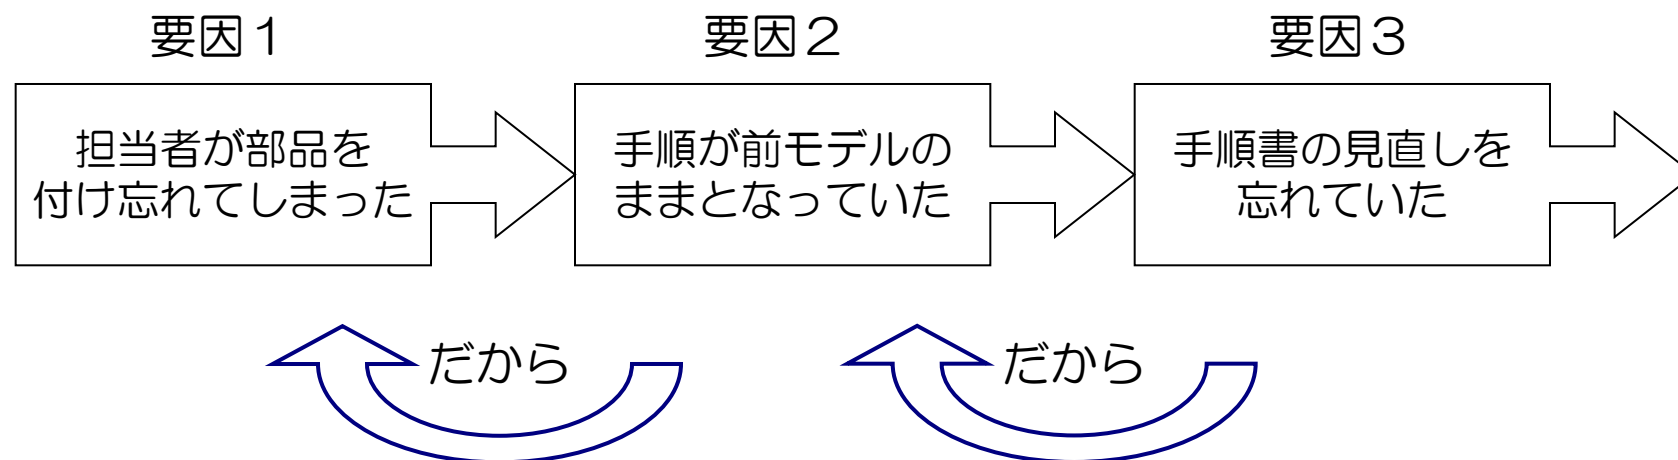 要因1
要因2
要因3
担当者が部品を
付け忘れてしまった
手順が前モデルの
ままとなっていた
手順書の見直しを
忘れていた
だから
だから